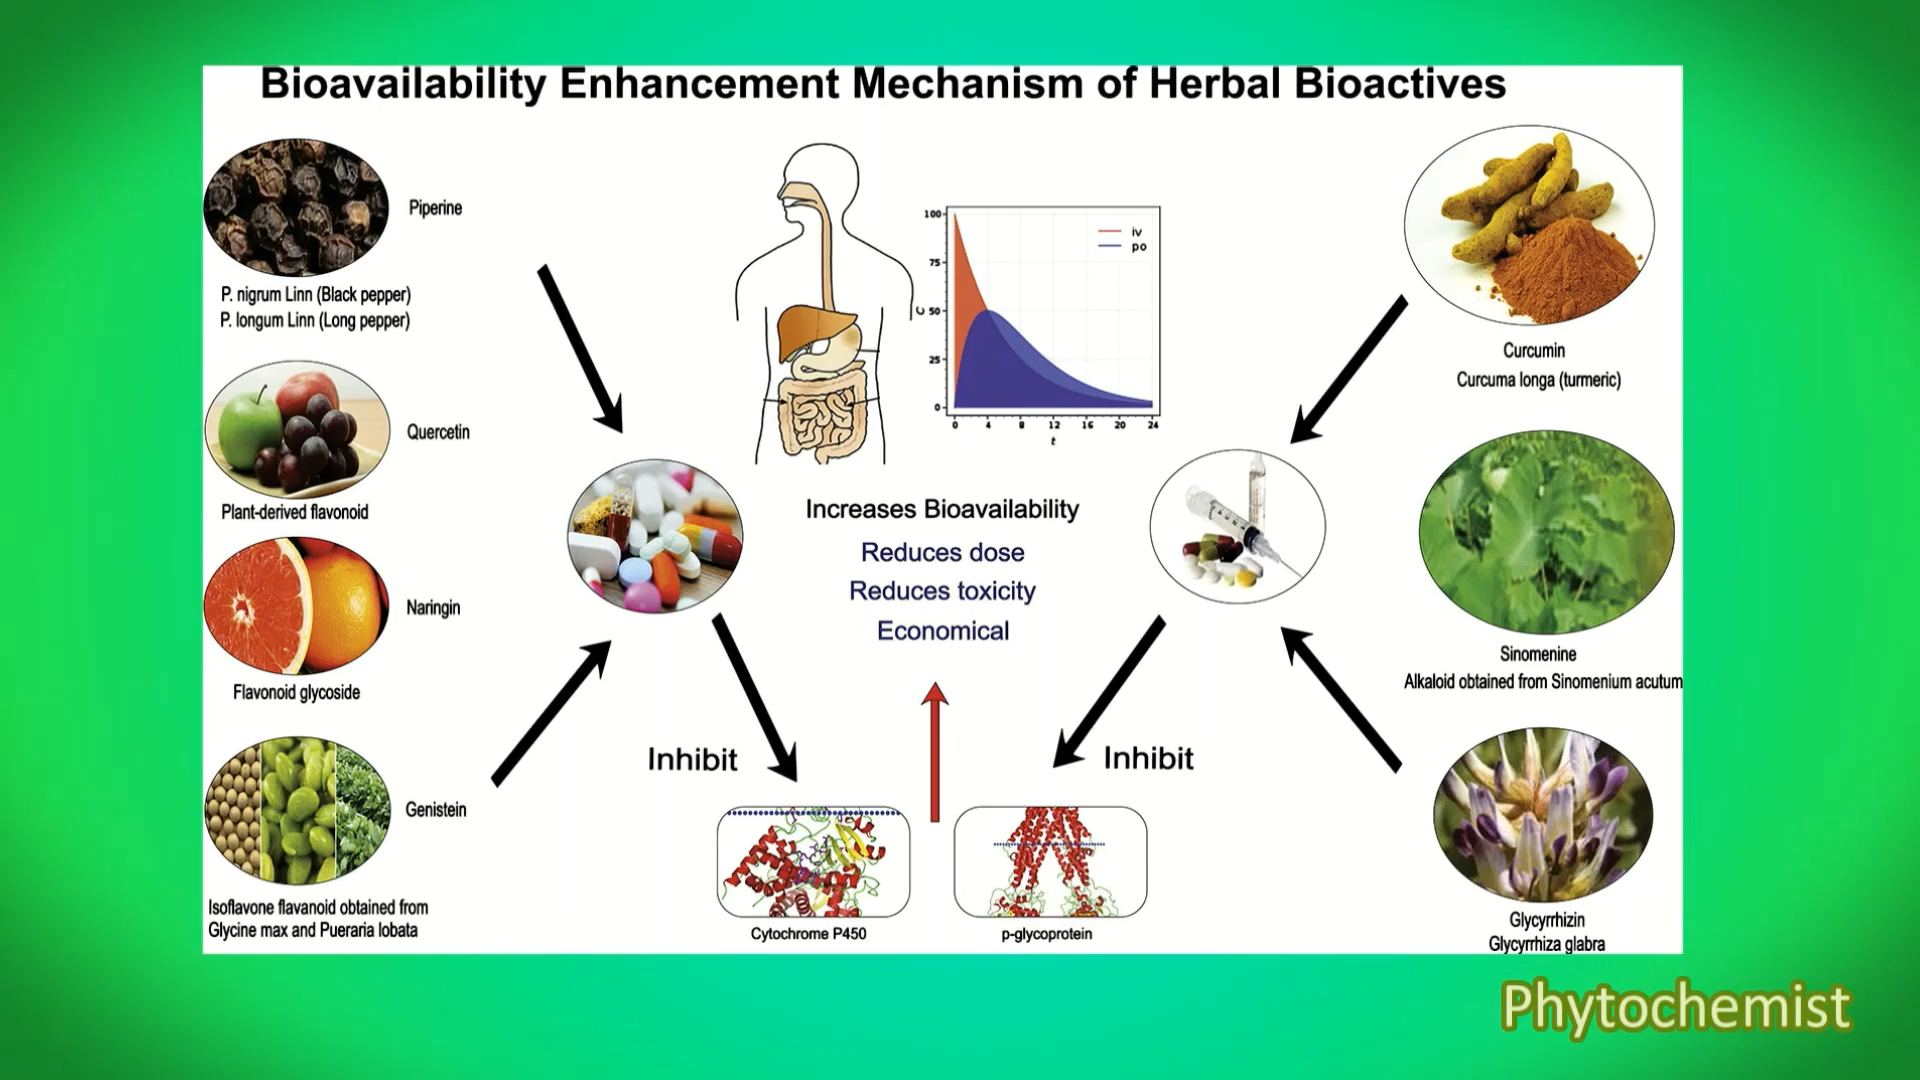 Bioavailability Enhancement Mechanism of Herbal Bioactives
Piperine
P. nigrum Linn (Black pepper)
P. longum Linn (Long pepper)
Quercetin
Plant-derived flavonoid
Naringin
Flavonoid glycoside
Genistein
Isoflavone flavanoid obtained from
Glycine max and Pueraria lobata
100
75
50
25
0
C
iv
po
0 4 8 12 16 20 24
t
Increases Bioavailability
Reduces dose
Reduces toxicity
Economical
Inhibit
Inhibit
Cytochrome P450
p-glycoprotein
Curcumin
Curcuma longa (turmeric)
Sinomenine
Alkaloid obtained from Sinomenium acutum
Glycyrrhizin
Glycyrrhiza glabra
Phytochemist